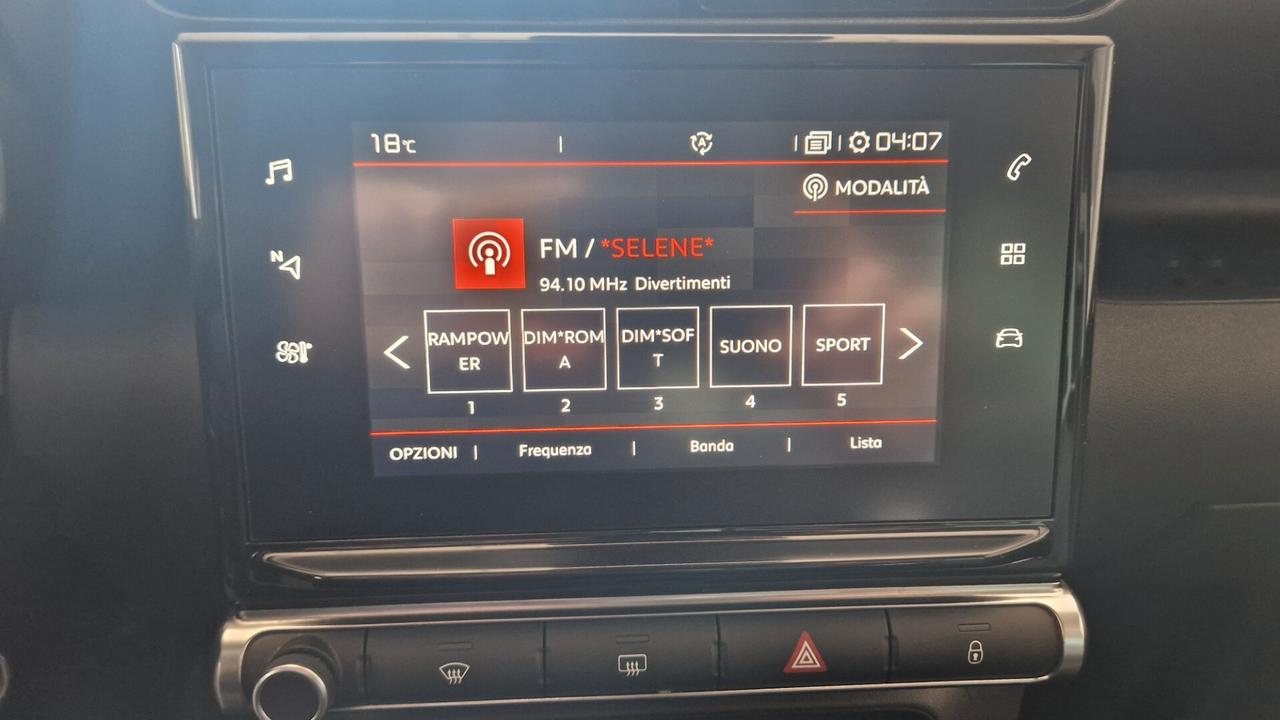 18°C 04:07
MODALITÀ
N
FM / *SELENE*
94.10 MHz Divertimenti
RAMPOW
ER
DIM*ROM
A
DIM*SOF
T
SUONO
SPORT
1 2 3 4 5
OPZIONI | Frequenza | Banda | Lista